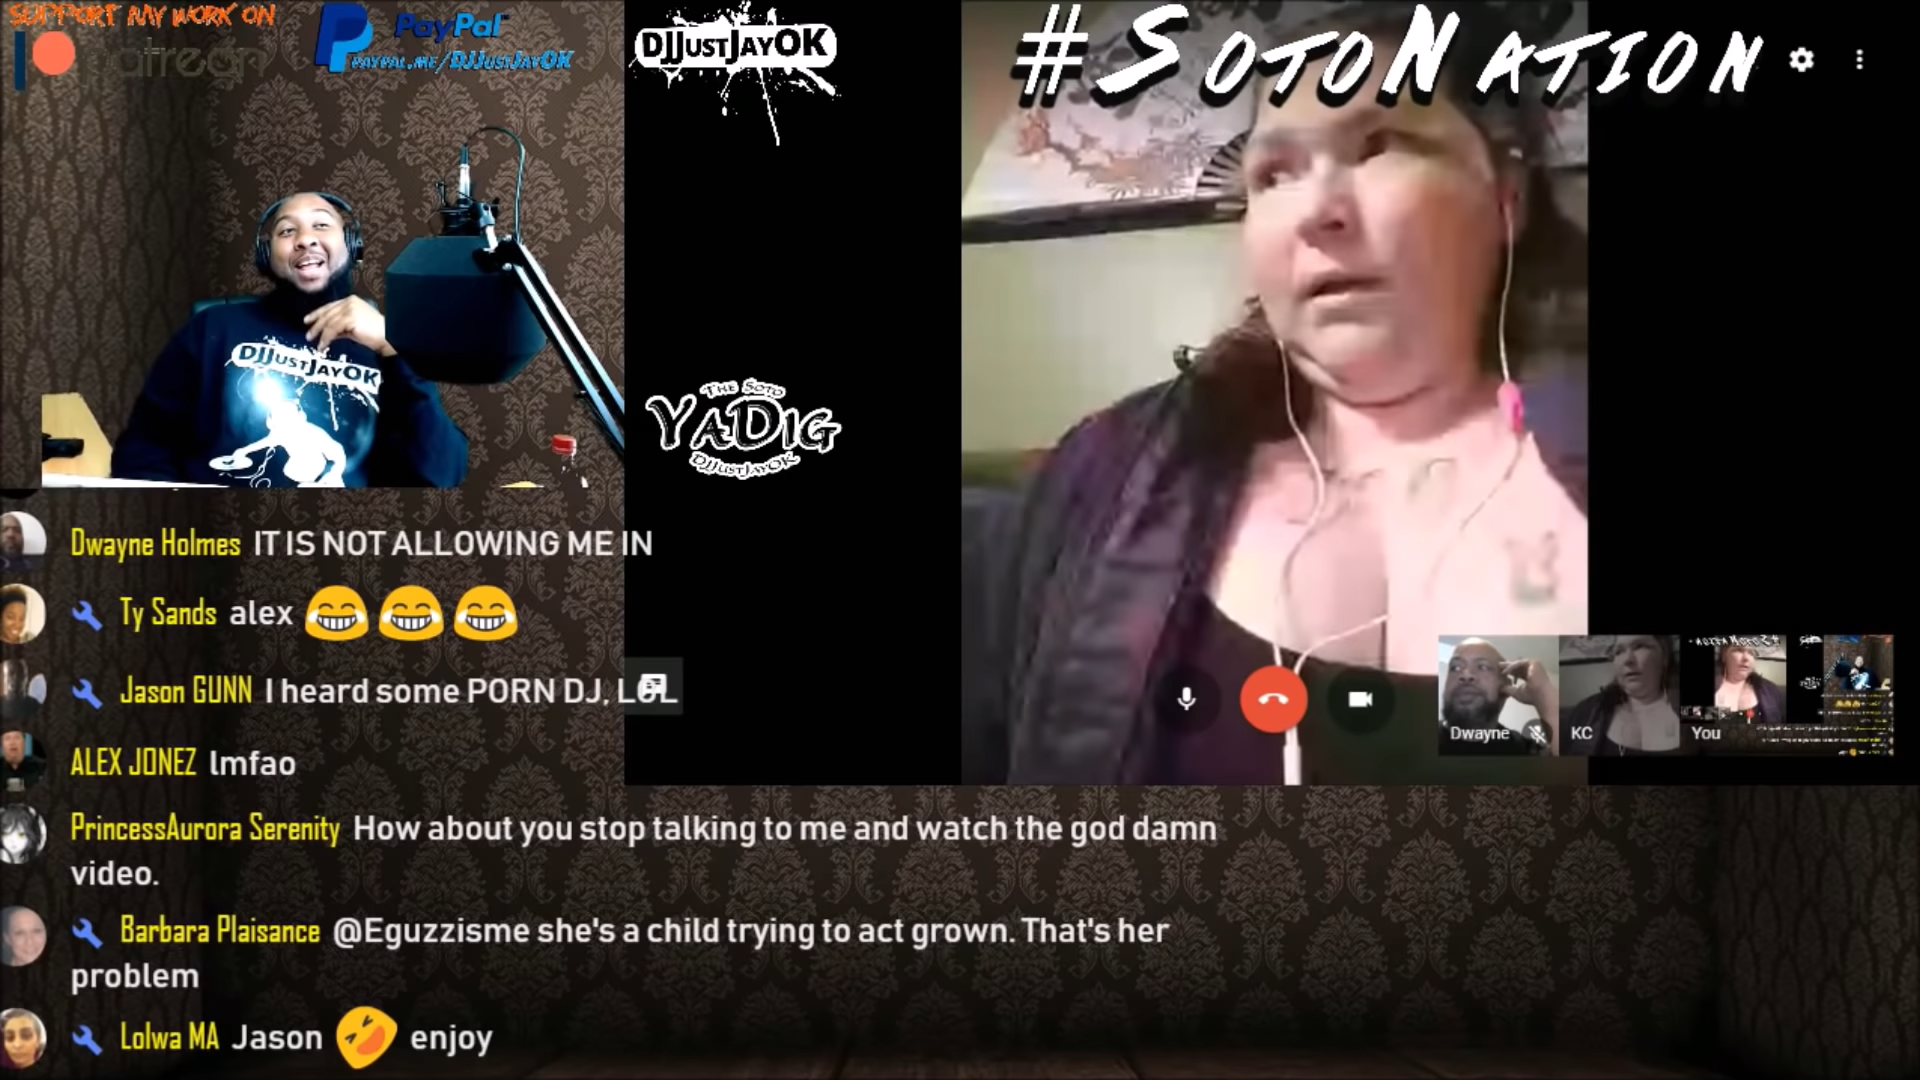 SUPPORT MY WORK ON
Patreon
PayPal
PAYPAL.ME/DJJUSTJAYOK
DJJUSTJAYOK
#SOTONATION
DJJUSTJAYOK
THE SOTO
YADIG
DJJUSTJAYOK
Dwayne Holmes IT IS NOT ALLOWING ME IN
Ty Sands alex 😂😂😂
Jason GUNN I heard some PORN DJ, LOL
Dwayne
KC
You
ALEX JONEZ lmfao
PrincessAurora Serenity How about you stop talking to me and watch the god damn
video.
Barbara Plaisance @Eguzzisme she's a child trying to act grown. That's her
problem
Lolwa MA Jason 🤣 enjoy